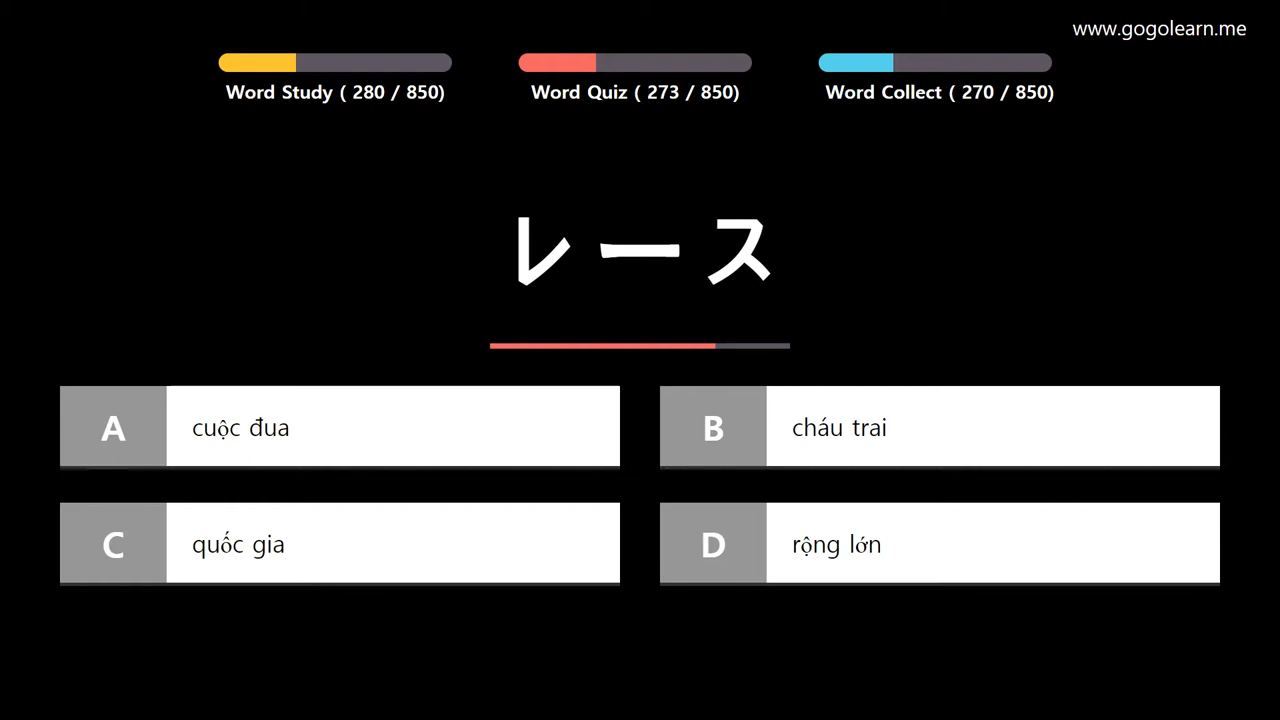 www.gogolearn.me
Word Study ( 280 / 850)
Word Quiz ( 273 / 850)
Word Collect ( 270 / 850)
レース
A cuộc đua
B cháu trai
C quốc gia
D rộng lớn